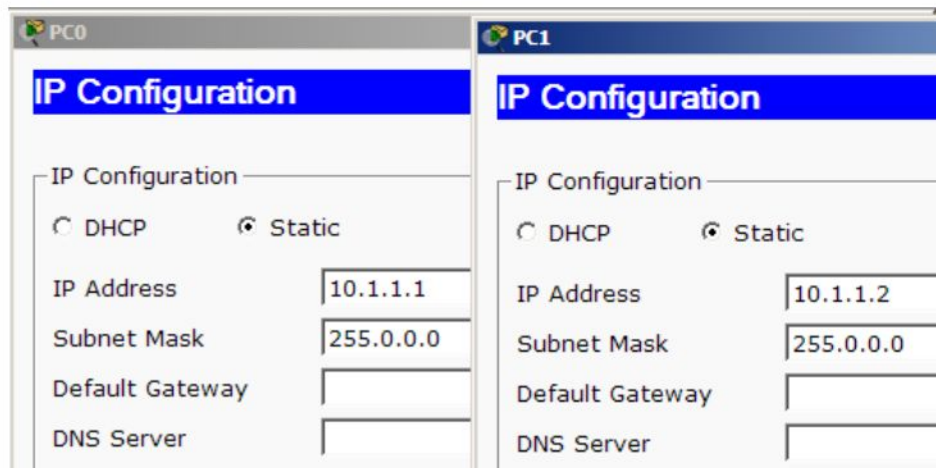 PC0
IP Configuration
IP Configuration
DHCP Static
IP Address 10.1.1.1
Subnet Mask 255.0.0.0
Default Gateway
DNS Server
PC1
IP Configuration
IP Configuration
DHCP Static
IP Address 10.1.1.2
Subnet Mask 255.0.0.0
Default Gateway
DNS Server